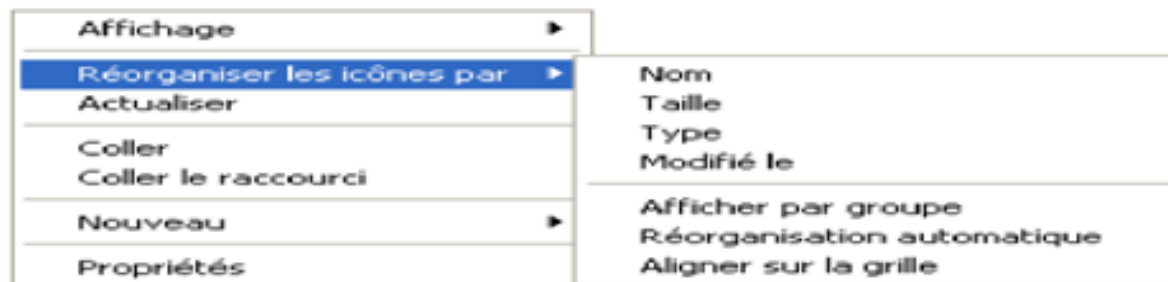 Affichage
Réorganiser les icônes par
Actualiser
Coller
Coller le raccourci
Nouveau
Propriétés
Nom
Taille
Type
Modifié le
Afficher par groupe
Réorganisation automatique
Aligner sur la grille